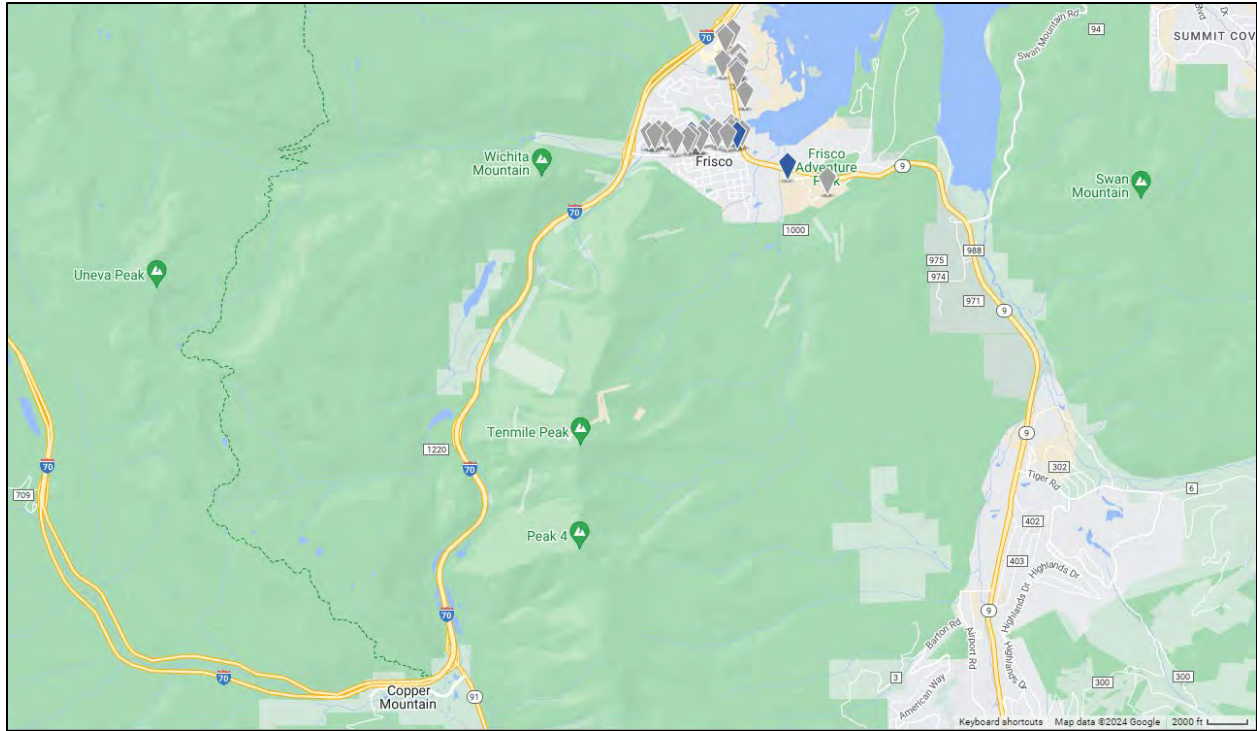 70
Swan Mountain Rd
94
Blvd
Dr
SUMMIT COV
Wichita
Mountain
Frisco
Frisco
Adventure
Park
9
Swan
Mountain
70
1000
988
975
974
971
9
Uneva Peak
Tenmile Peak
1220
70
70
709
9
302
Tiger Rd
6
402
403
Highlands Dr
Peak 4
70
9
Highlands Dr
Barton Rd
Airport Rd
3
American Way
300
300
70
Copper
Mountain
91
Keyboard shortcuts Map data ©2024 Google 2000 ft